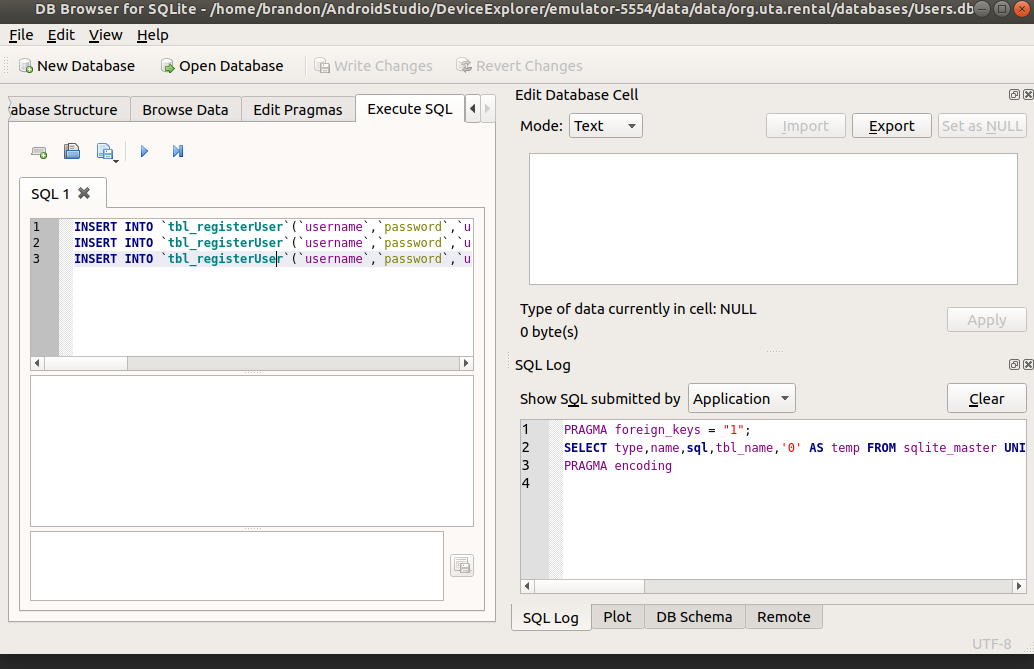 DB Browser for SQLite - /home/brandon/AndroidStudio/DeviceExplorer/emulator-5554/data/data/org.uta.rental/databases/Users.db
File Edit View Help
New Database Open Database Write Changes Revert Changes
abase Structure Browse Data Edit Pragmas Execute SQL
SQL 1
1 INSERT INTO `tbl_registerUser`(`username`,`password`,`u
2 INSERT INTO `tbl_registerUser`(`username`,`password`,`u
3 INSERT INTO `tbl_registerUser`(`username`,`password`,`u
Edit Database Cell
Mode: Text Import Export Set as NULL
Type of data currently in cell: NULL
0 byte(s)
Apply
SQL Log
Show SQL submitted by Application Clear
1 PRAGMA foreign_keys = "1";
2 SELECT type,name,sql,tbl_name,'0' AS temp FROM sqlite_master UNI
3 PRAGMA encoding
4
SQL Log Plot DB Schema Remote
UTF-8